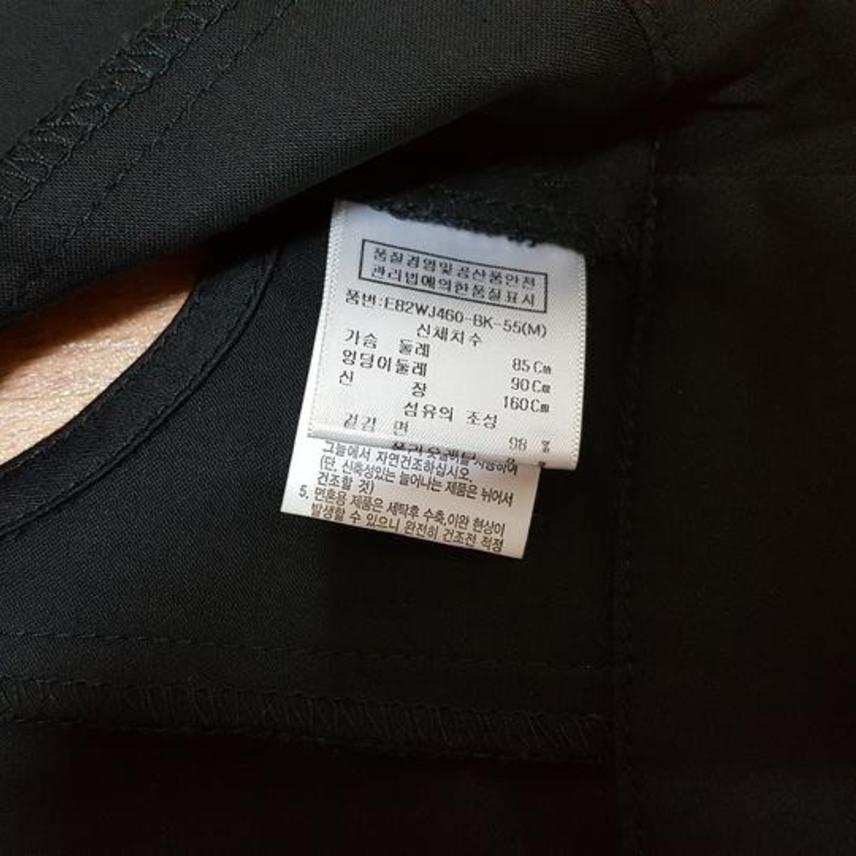 품질경영및공산품안전
관리법에의한품질표시
품번:E82WJ460-BK-55(M)
신체치수
가슴 둘레 85Cm
엉덩이둘레 90Cm
신 장 160Cm
섬유의 조성
겉감 면 98 %
그늘에서 자연건조하십시오.
(단, 신축성있는 늘어나는 제품은 뉘어서
건조할 것)
5. 면혼용 제품은 세탁후 수축,이완 현상이
발생할 수 있으니 완전히 건조전 적정